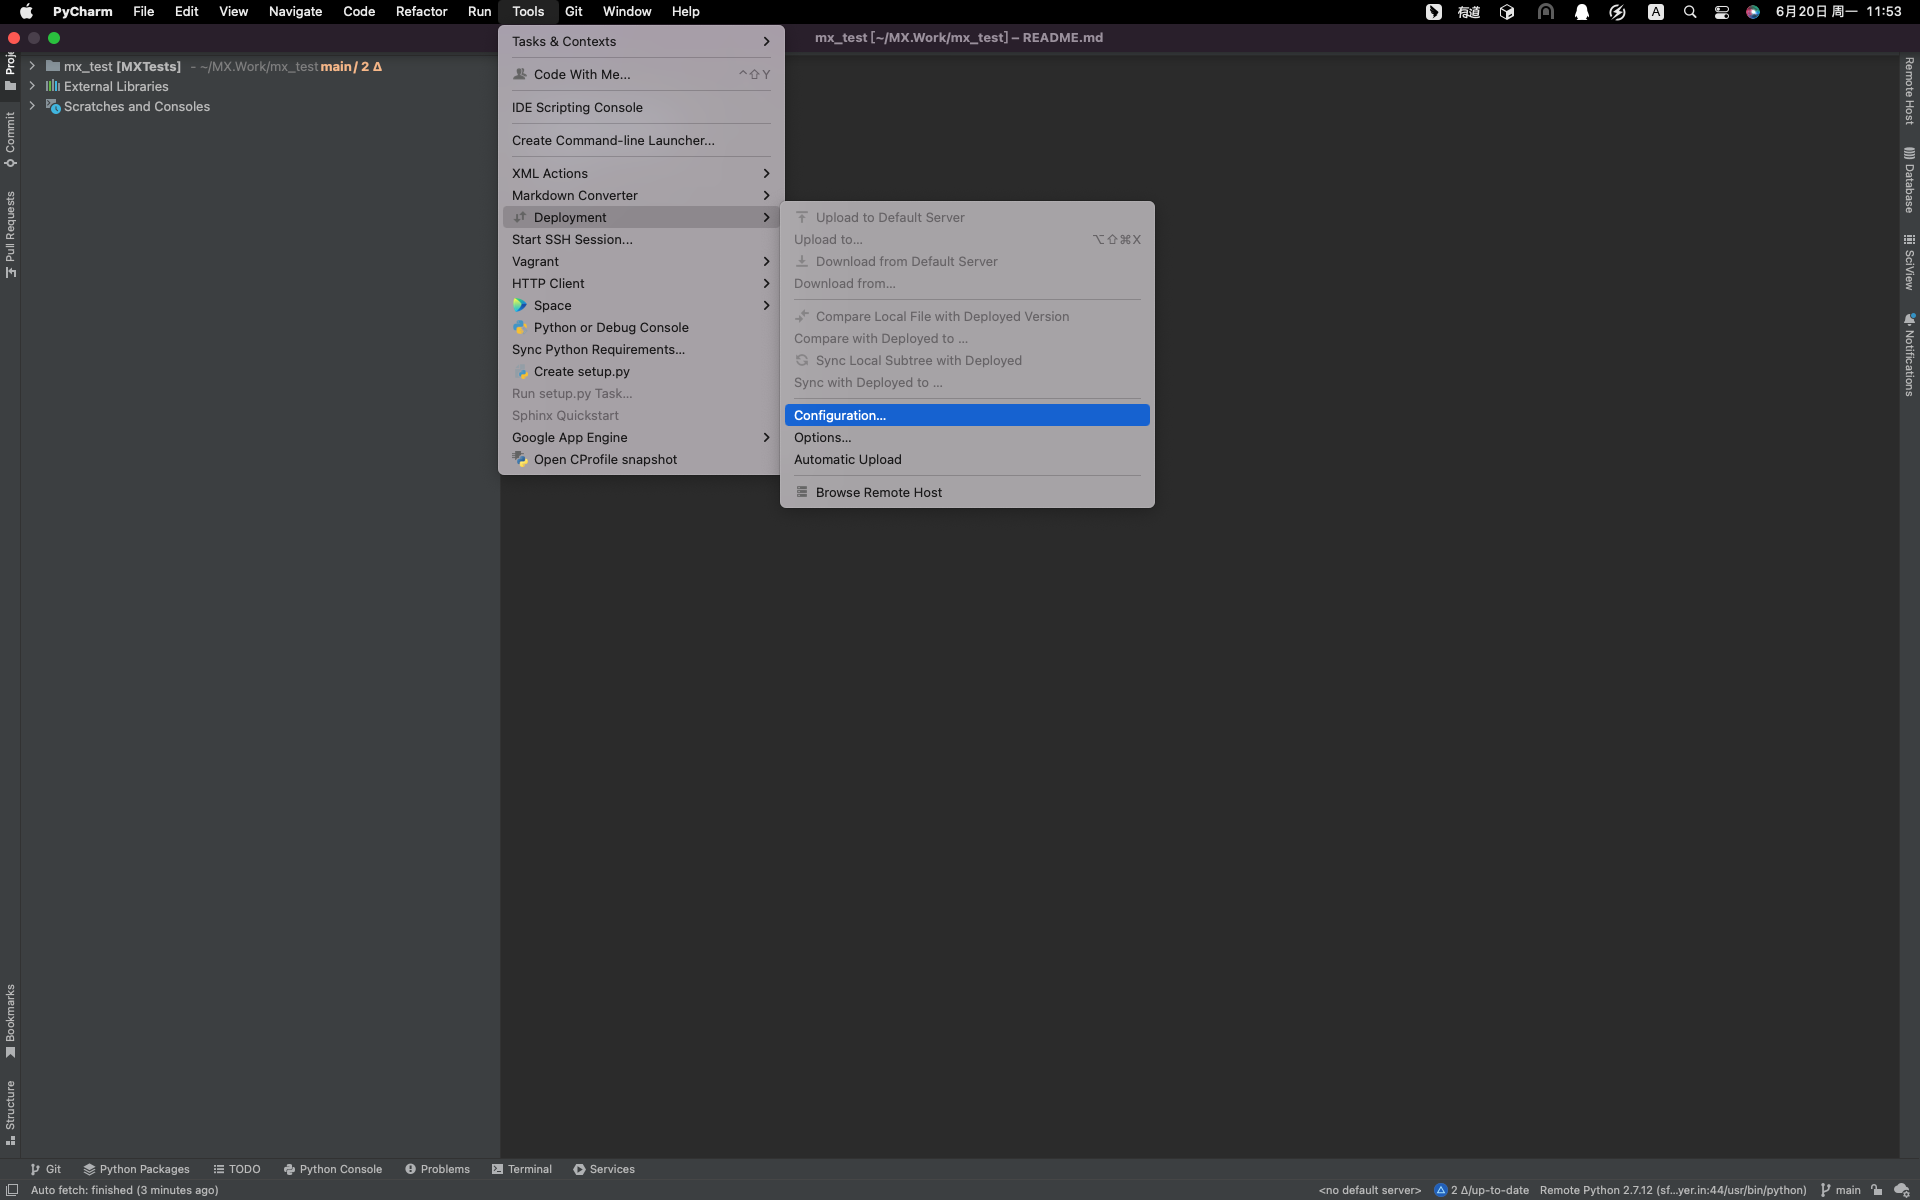 PyCharm File Edit View Navigate Code Refactor Run Tools Git Window Help
有道 A 6月20日 周一 11:53
mx_test [~/MX.Work/mx_test] – README.md
mx_test [MXTests] - ~/MX.Work/mx_test main / 2 Δ
External Libraries
Scratches and Consoles
Commit
Pull Requests
Bookmarks
Structure
Tasks & Contexts
Code With Me... ⌃⇧Y
IDE Scripting Console
Create Command-line Launcher...
XML Actions
Markdown Converter
Deployment
Start SSH Session...
Vagrant
HTTP Client
Space
Python or Debug Console
Sync Python Requirements...
Create setup.py
Run setup.py Task...
Sphinx Quickstart
Google App Engine
Open CProfile snapshot
Upload to Default Server
Upload to... ⌥⇧⌘X
Download from Default Server
Download from...
Compare Local File with Deployed Version
Compare with Deployed to ...
Sync Local Subtree with Deployed
Sync with Deployed to ...
Configuration...
Options...
Automatic Upload
Browse Remote Host
Remote Host
Database
SciView
Notifications
Git Python Packages TODO Python Console Problems Terminal Services
Auto fetch: finished (3 minutes ago)
<no default server> 2 Δ/up-to-date Remote Python 2.7.12 (sf...yer.in:44/usr/bin/python) main